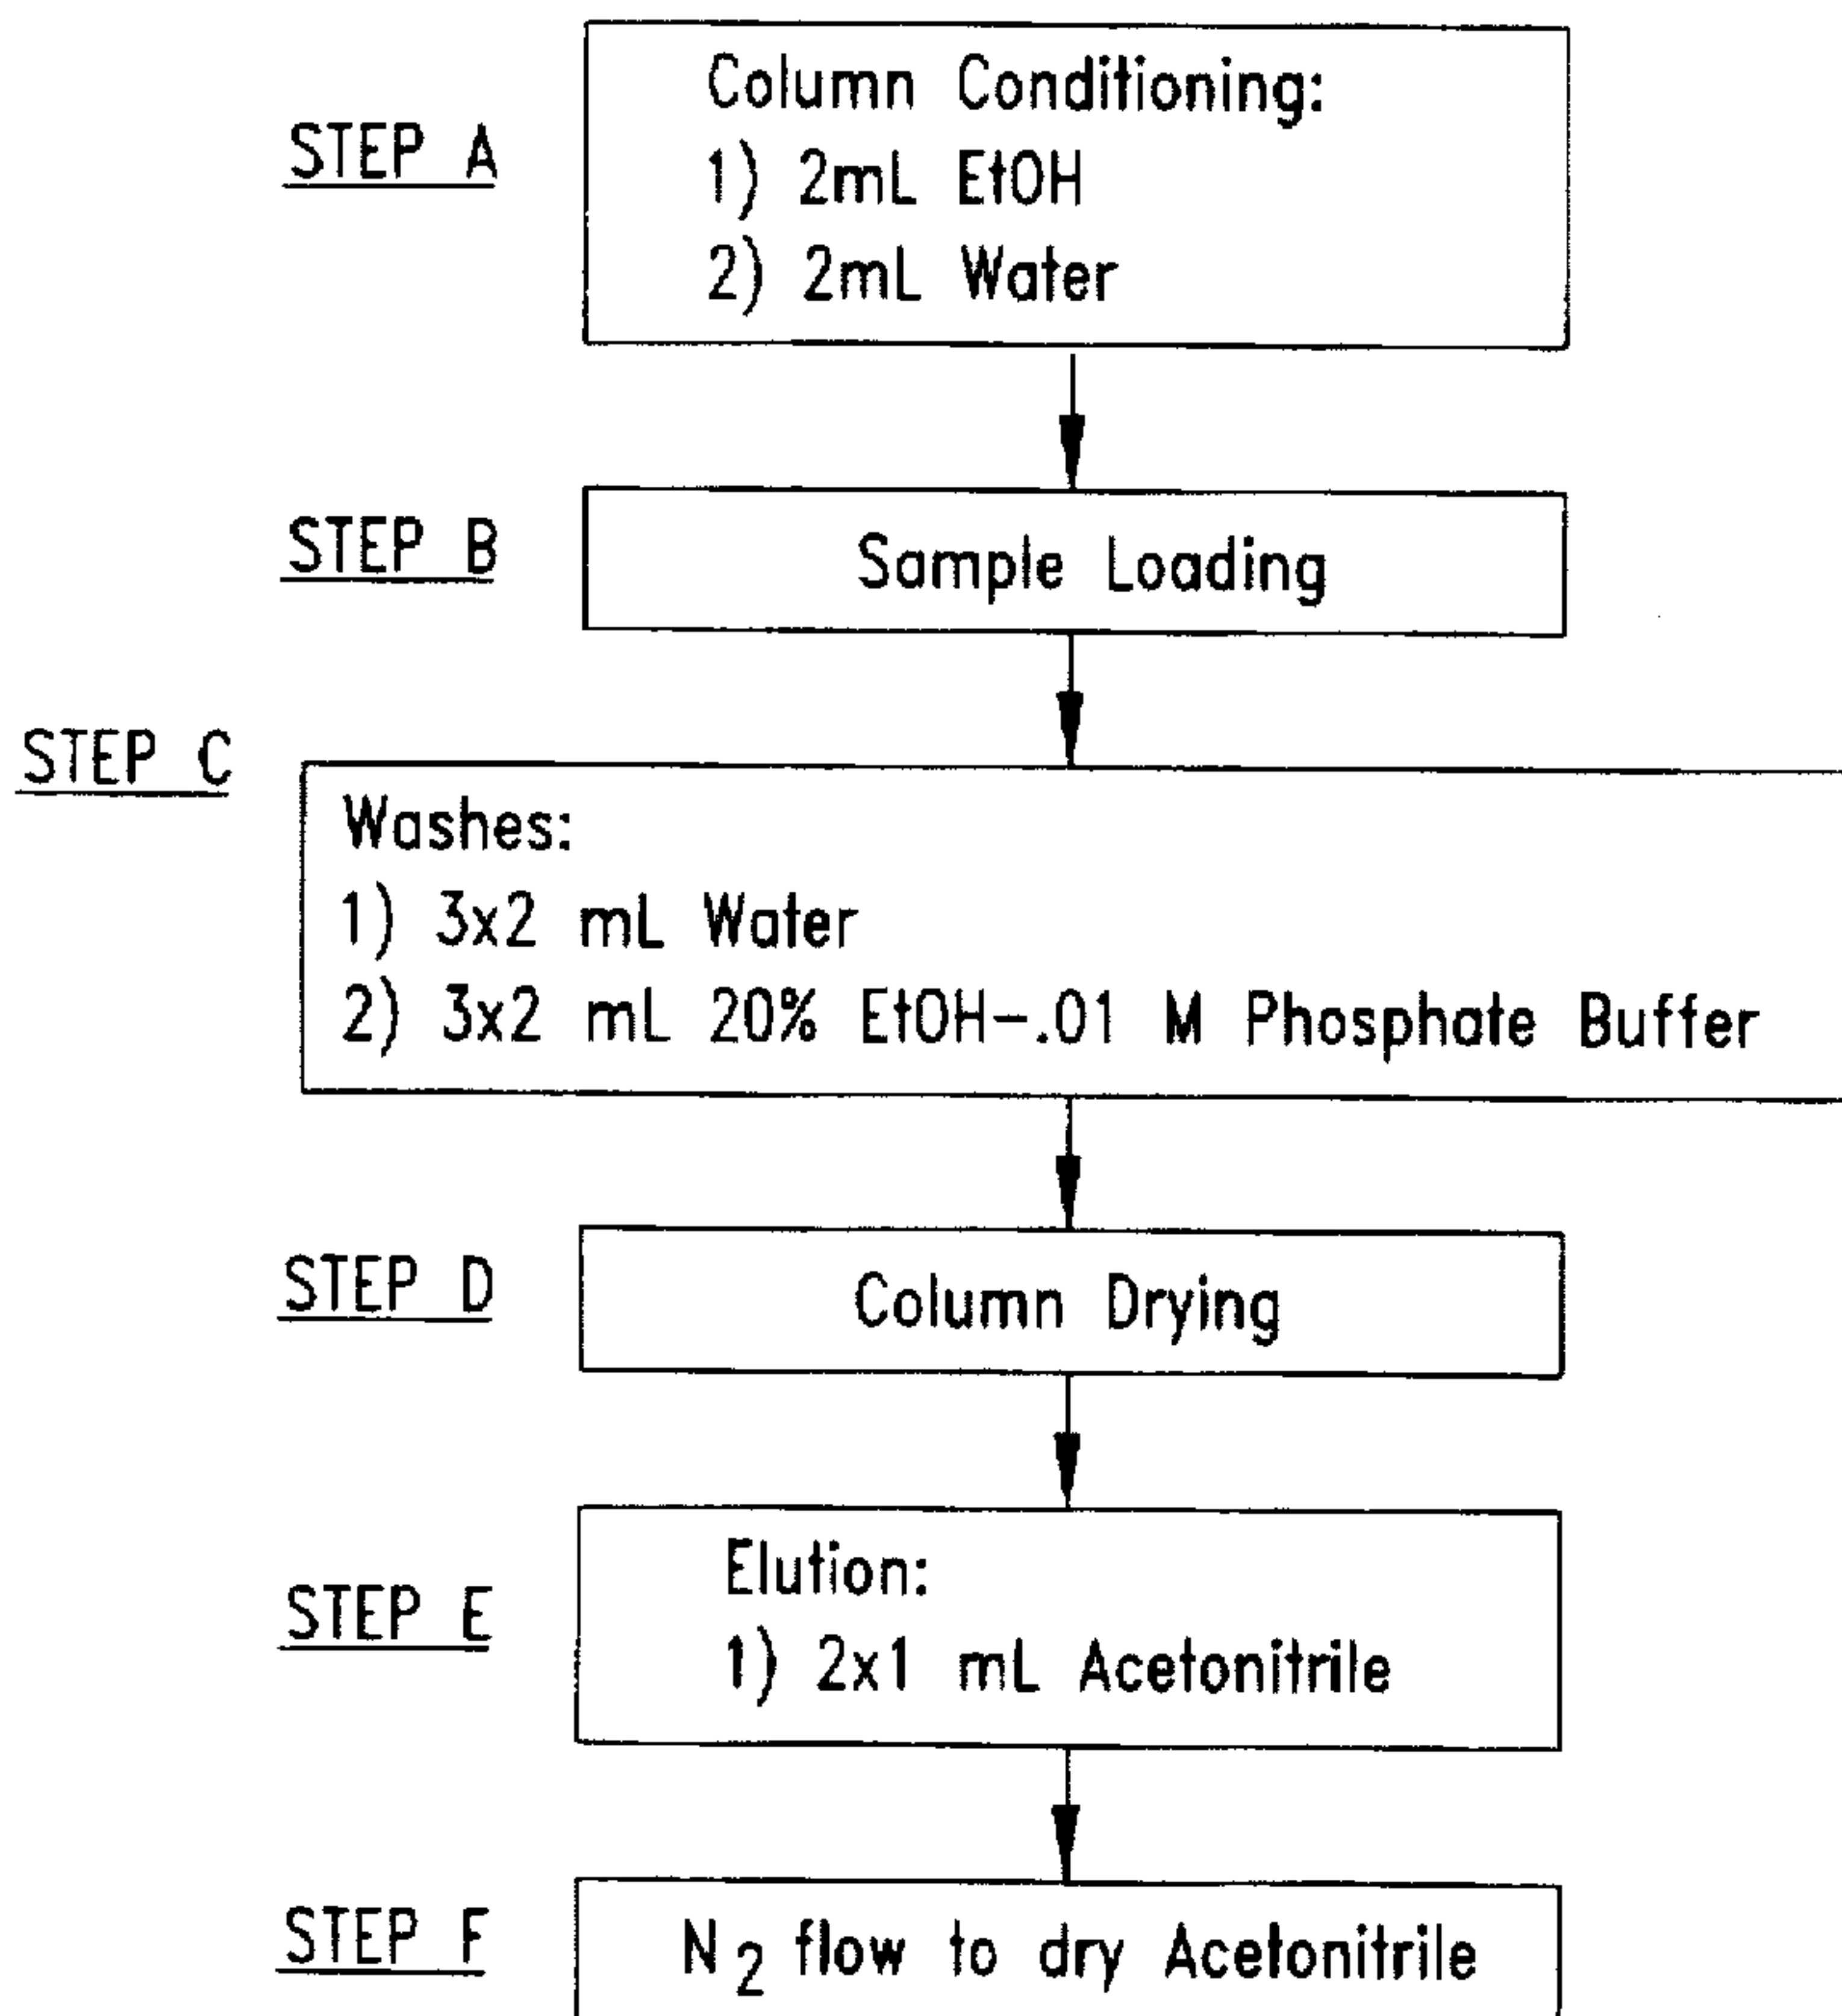 STEP A
Column Conditioning:
1) 2mL EtOH
2) 2mL Water
STEP B
Sample Loading
STEP C
Washes:
1) 3x2 mL Water
2) 3x2 mL 20% EtOH-.01 M Phosphate Buffer
STEP D
Column Drying
STEP E
Elution:
1) 2x1 mL Acetonitrile
STEP F
N2 flow to dry Acetonitrile